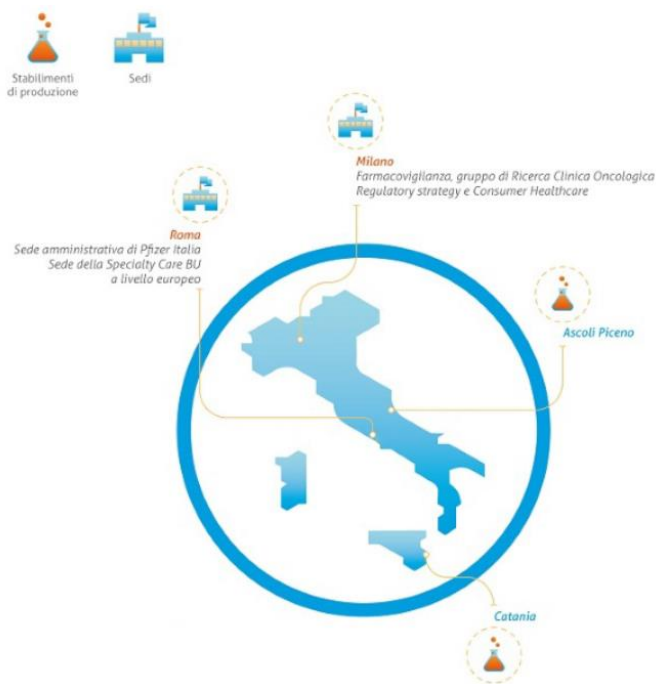 Stabilimenti
di produzione
Sedi
Milano
Farmacovigilanza, gruppo di Ricerca Clinica Oncologica
Regulatory strategy e Consumer Healthcare
Roma
Sede amministrativa di Pfizer Italia
Sede della Specialty Care BU
a livello europeo
Ascoli Piceno
Catania